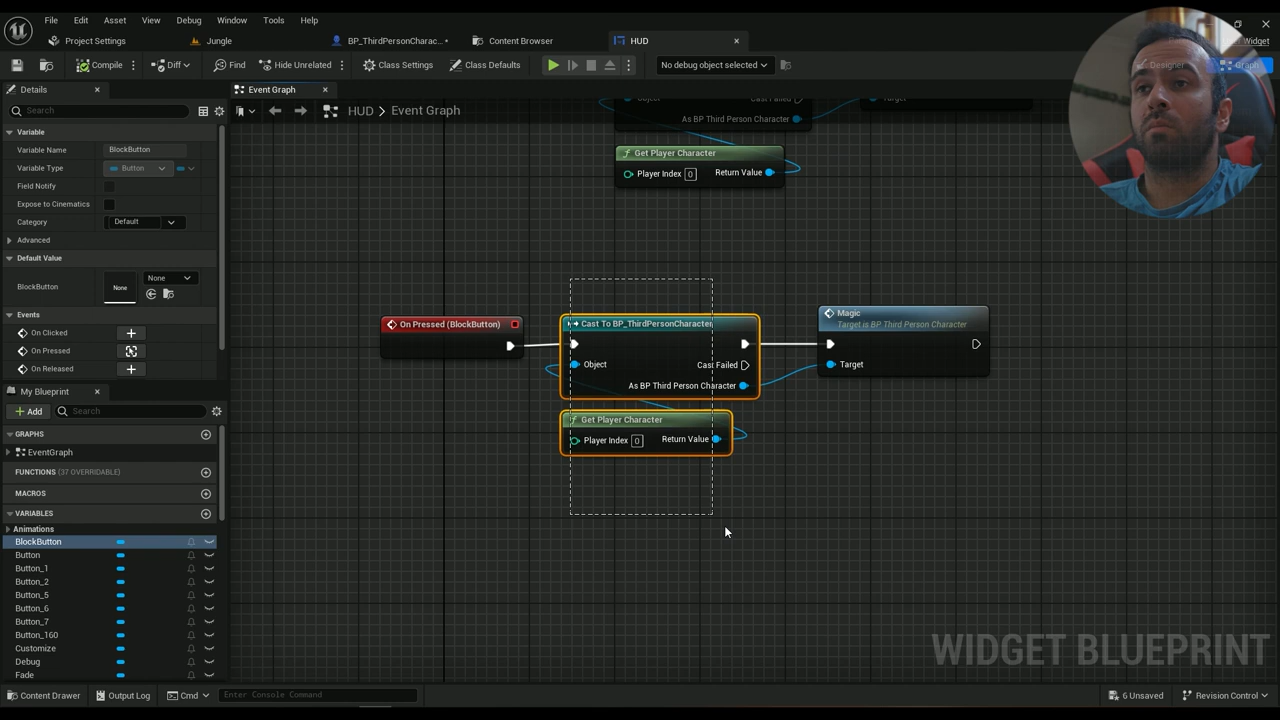 File Edit Asset View Window Debug Tools Help
Project Settings
Jungle
BP_ThirdPersonCharac...*
Content Browser
HUD
Widget
Compile
Diff
Find
Hide Unrelated
Class Settings
Class Defaults
No debug object selected
Designer
Graph
Details
Search
Variable
Variable Name
BlockButton
Variable Type
Button
Field Notify
Expose to Cinematics
Category
Default
Advanced
Default Value
BlockButton
None
None
Events
On Clicked
On Pressed
On Released
My Blueprint
Add
Search
GRAPHS
EventGraph
FUNCTIONS (37 OVERRIDABLE)
MACROS
VARIABLES
Animations
BlockButton
Button
Button_1
Button_2
Button_5
Button_6
Button_7
Button_160
Customize
Debug
Fade
Event Graph
HUD > Event Graph
Object
Cast Failed
Target
As BP Third Person Character
Get Player Character
Player Index 0
Return Value
On Pressed (BlockButton)
Cast To BP_ThirdPersonCharacter
Object
Cast Failed
As BP Third Person Character
Get Player Character
Player Index 0
Return Value
Magic
Target is BP Third Person Character
Target
WIDGET BLUEPRINT
Content Drawer
Output Log
Cmd
Enter Console Command
6 Unsaved
Revision Control